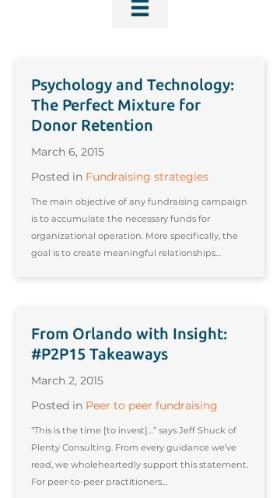 Psychology and Technology:
The Perfect Mixture for
Donor Retention
March 6, 2015
Posted in Fundraising strategies
The main objective of any fundraising campaign
is to accumulate the necessary funds for
organizational operation. More specifically, the
goal is to create meaningful relationships...
From Orlando with Insight:
#P2P15 Takeaways
March 2, 2015
Posted in Peer to peer fundraising
“This is the time [to invest]...” says Jeff Shuck of
Plenty Consulting. From every guidance we’ve
read, we wholeheartedly support this statement.
For peer-to-peer practitioners...